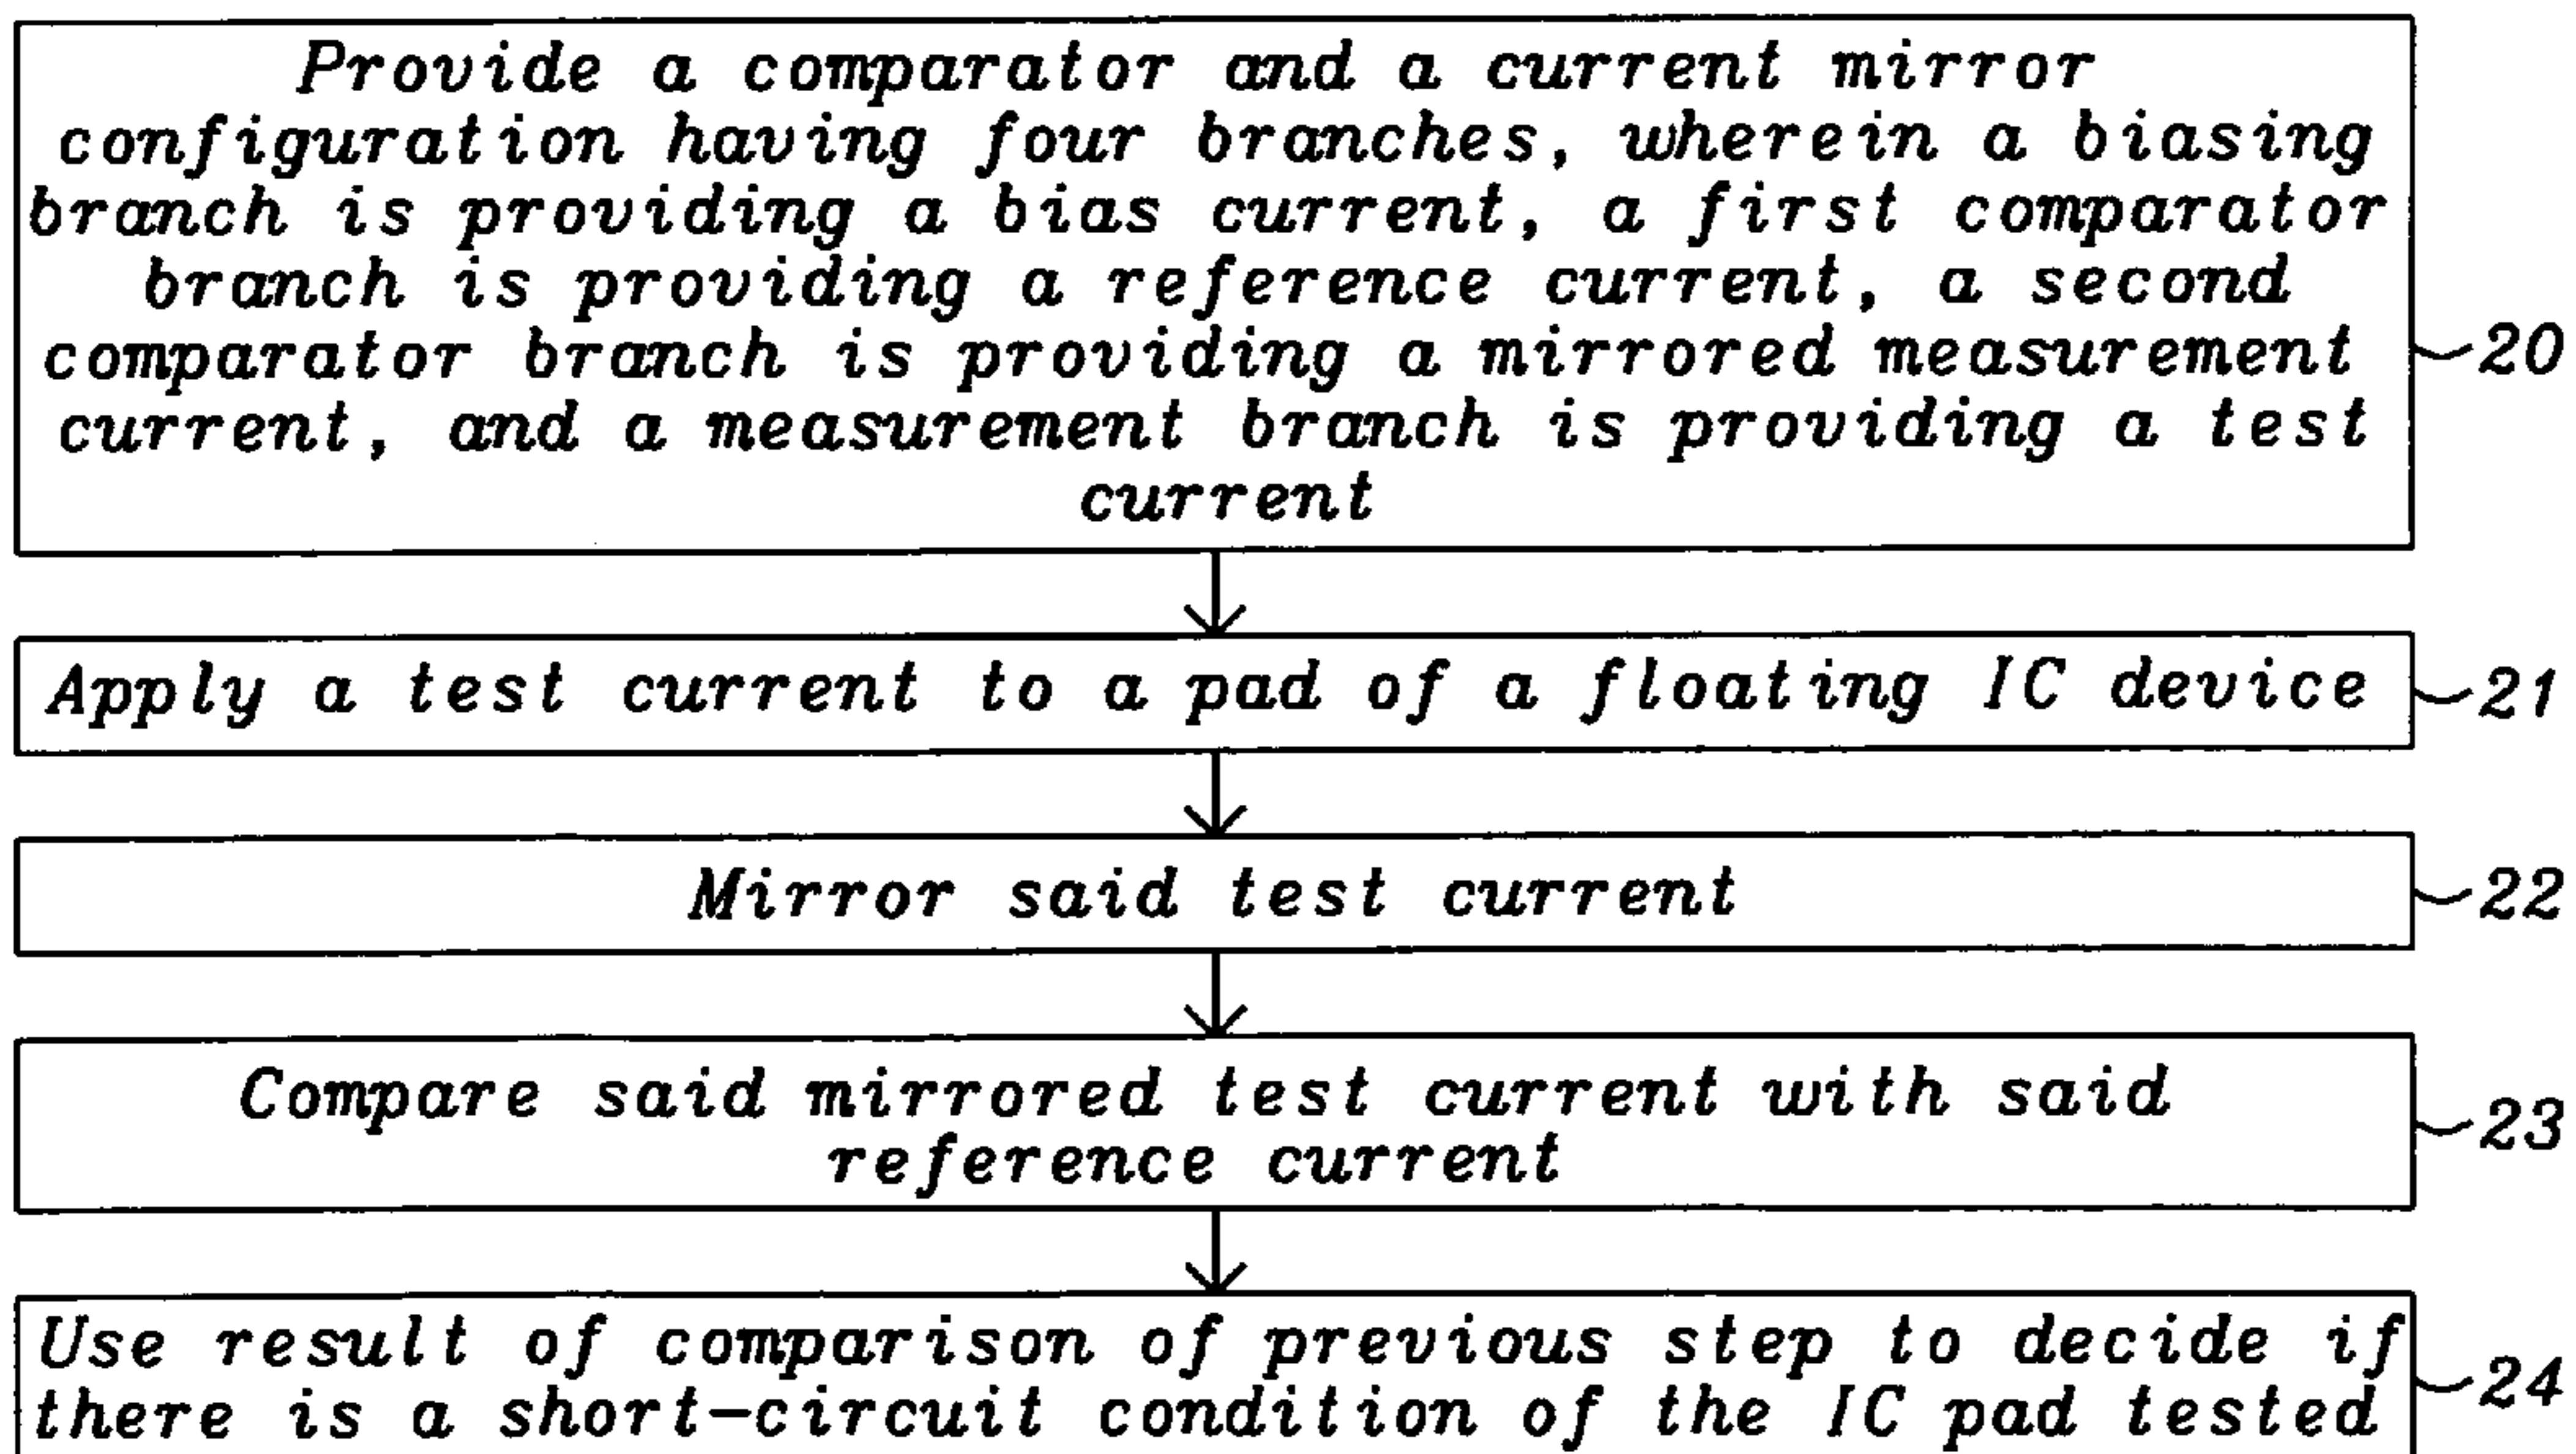 Provide a comparator and a current mirror
configuration having four branches, wherein a biasing
branch is providing a bias current, a first comparator
branch is providing a reference current, a second
comparator branch is providing a mirrored measurement
current, and a measurement branch is providing a test
current
20
Apply a test current to a pad of a floating IC device
21
Mirror said test current
22
Compare said mirrored test current with said
reference current
23
Use result of comparison of previous step to decide if
there is a short-circuit condition of the IC pad tested
24